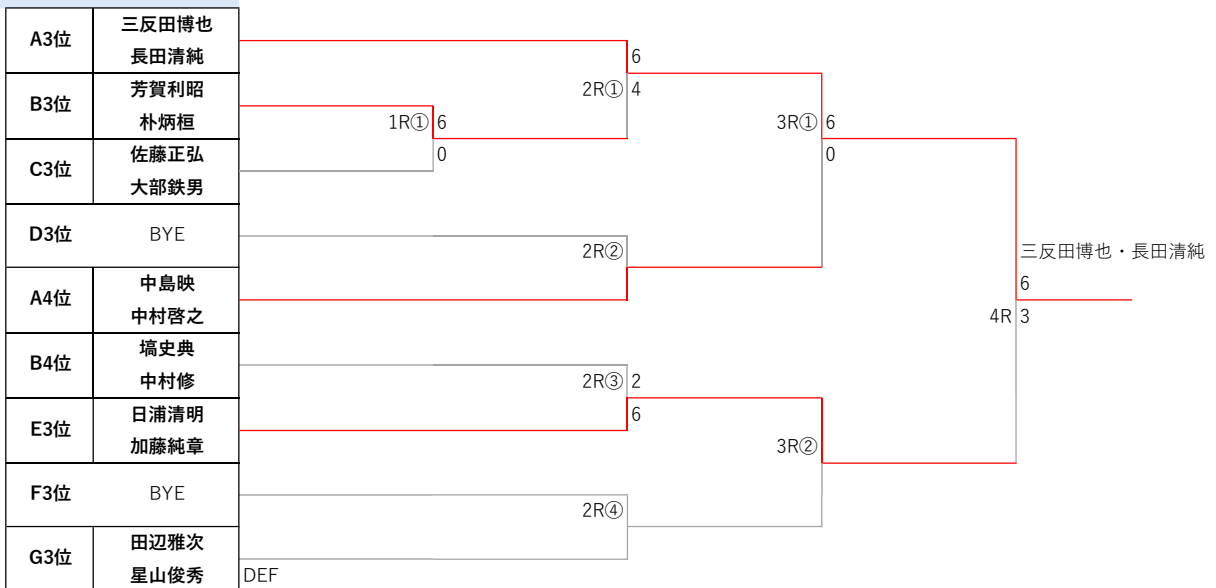 A3位
三反田博也
長田清純
B3位
芳賀利昭
朴炳桓
C3位
佐藤正弘
大部鉄男
D3位
BYE
A4位
中島映
中村啓之
B4位
塙史典
中村修
E3位
日浦清明
加藤純章
F3位
BYE
G3位
田辺雅次
星山俊秀
DEF
1R① 6
0
6
2R① 4
2R②
2R③ 2
6
2R④
3R① 6
0
3R②
三反田博也・長田清純
6
4R 3